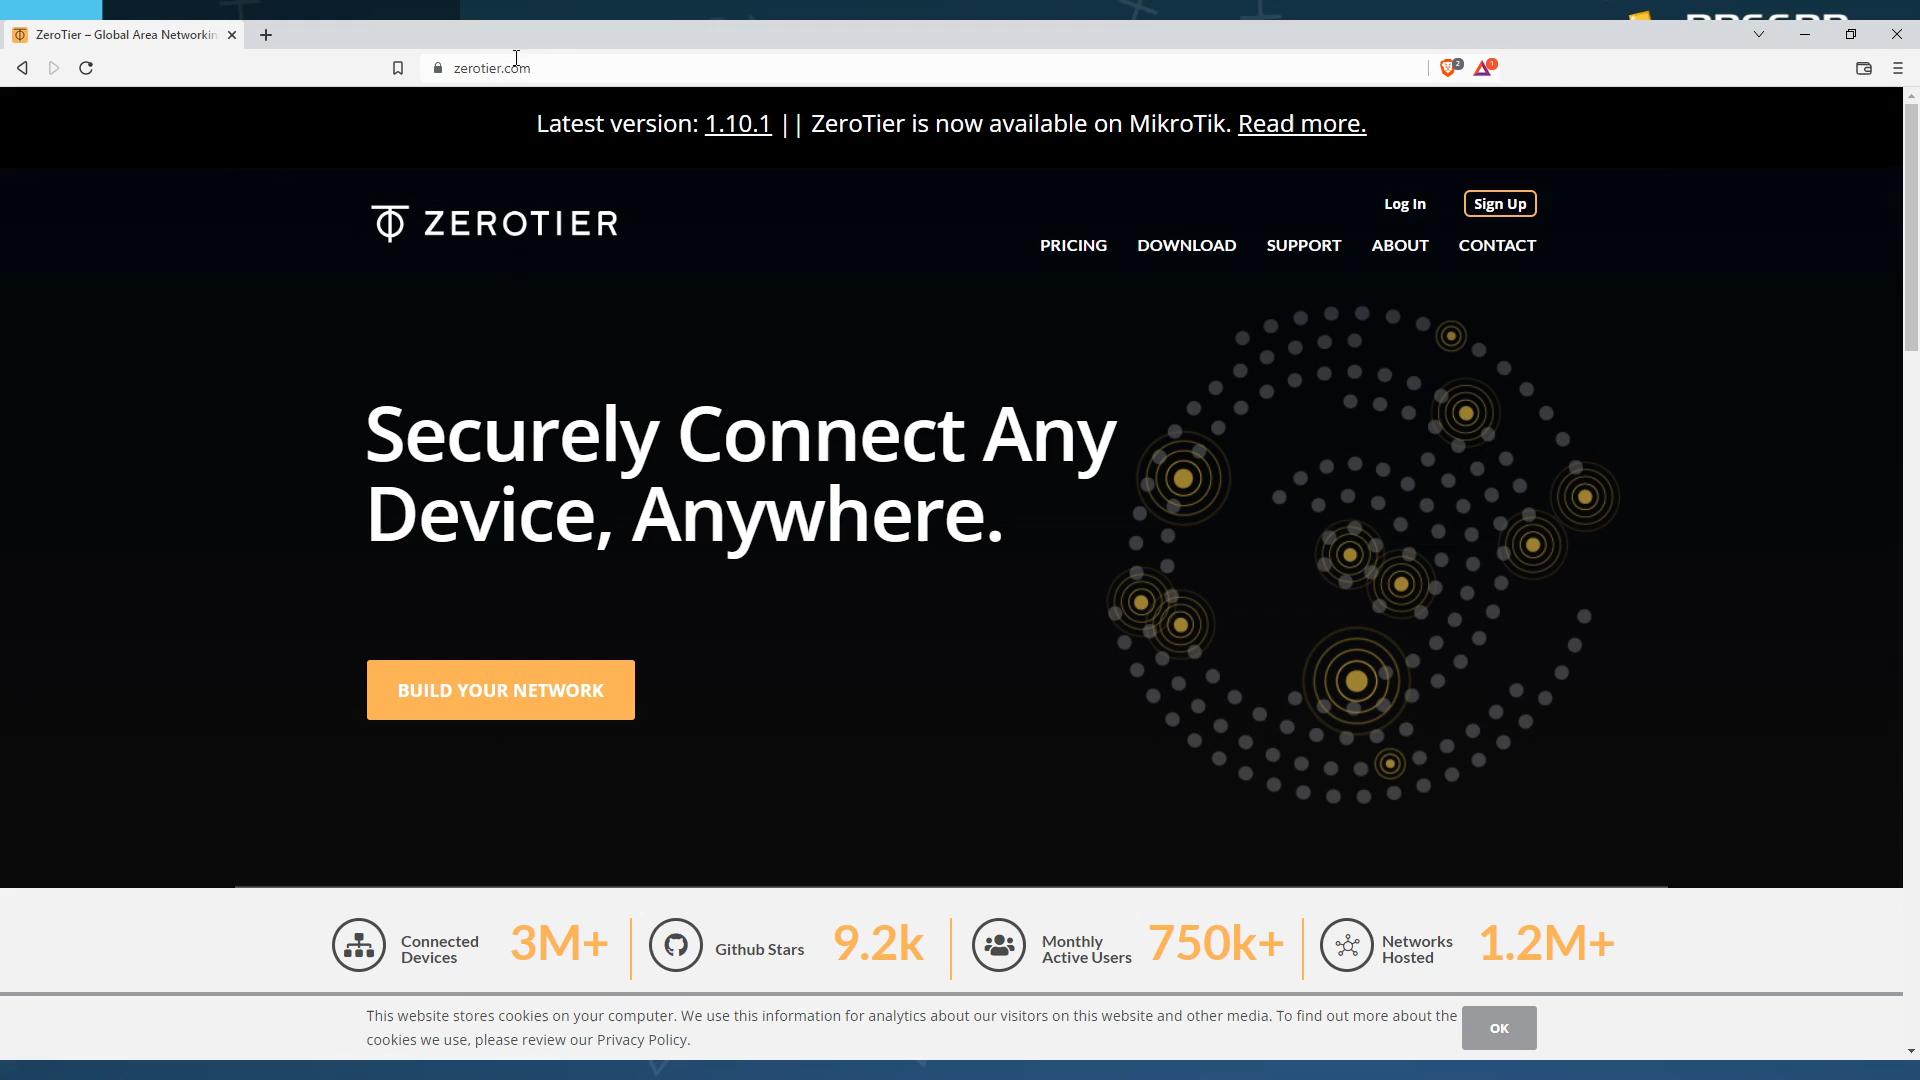 ZeroTier – Global Area Networkin
zerotier.com
2
1
Latest version: 1.10.1 || ZeroTier is now available on MikroTik. Read more.
ZEROTIER
Log In
Sign Up
PRICING
DOWNLOAD
SUPPORT
ABOUT
CONTACT
Securely Connect Any
Device, Anywhere.
BUILD YOUR NETWORK
Connected
Devices
3M+
Github Stars
9.2k
Monthly
Active Users
750k+
Networks
Hosted
1.2M+
This website stores cookies on your computer. We use this information for analytics about our visitors on this website and other media. To find out more about the
cookies we use, please review our Privacy Policy.
OK